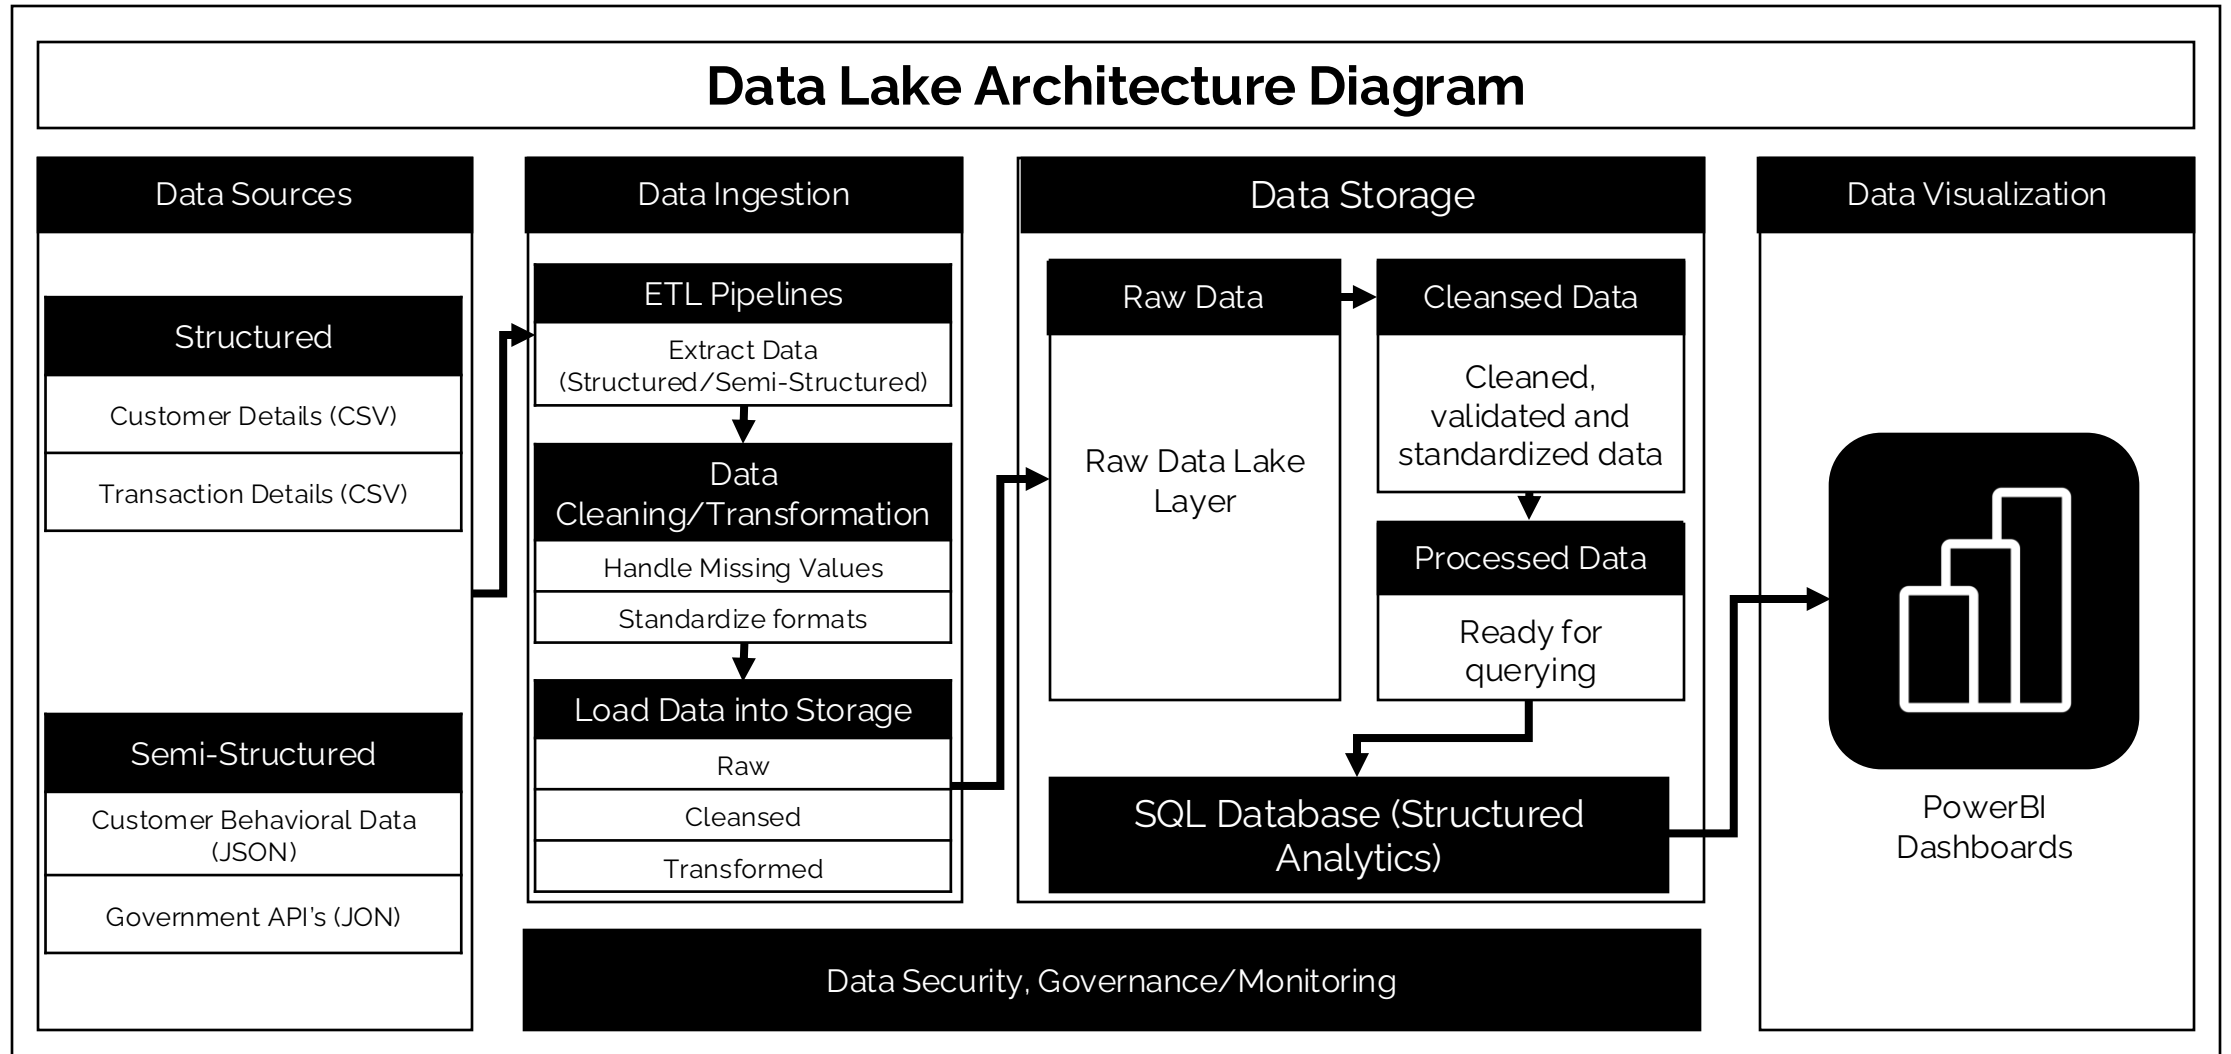 Data Lake Architecture Diagram
Data Sources
Structured
Customer Details (CSV)
Transaction Details (CSV)
Semi-Structured
Customer Behavioral Data
(JSON)
Government API's (JON)
Data Ingestion
ETL Pipelines
Extract Data
(Structured/Semi-Structured)
Data
Cleaning/Transformation
Handle Missing Values
Standardize formats
Load Data into Storage
Raw
Cleansed
Transformed
Data Storage
Raw Data
Raw Data Lake
Layer
Cleansed Data
Cleaned,
validated and
standardized data
Processed Data
Ready for
querying
SQL Database (Structured
Analytics)
Data Visualization
PowerBI
Dashboards
Data Security, Governance/Monitoring